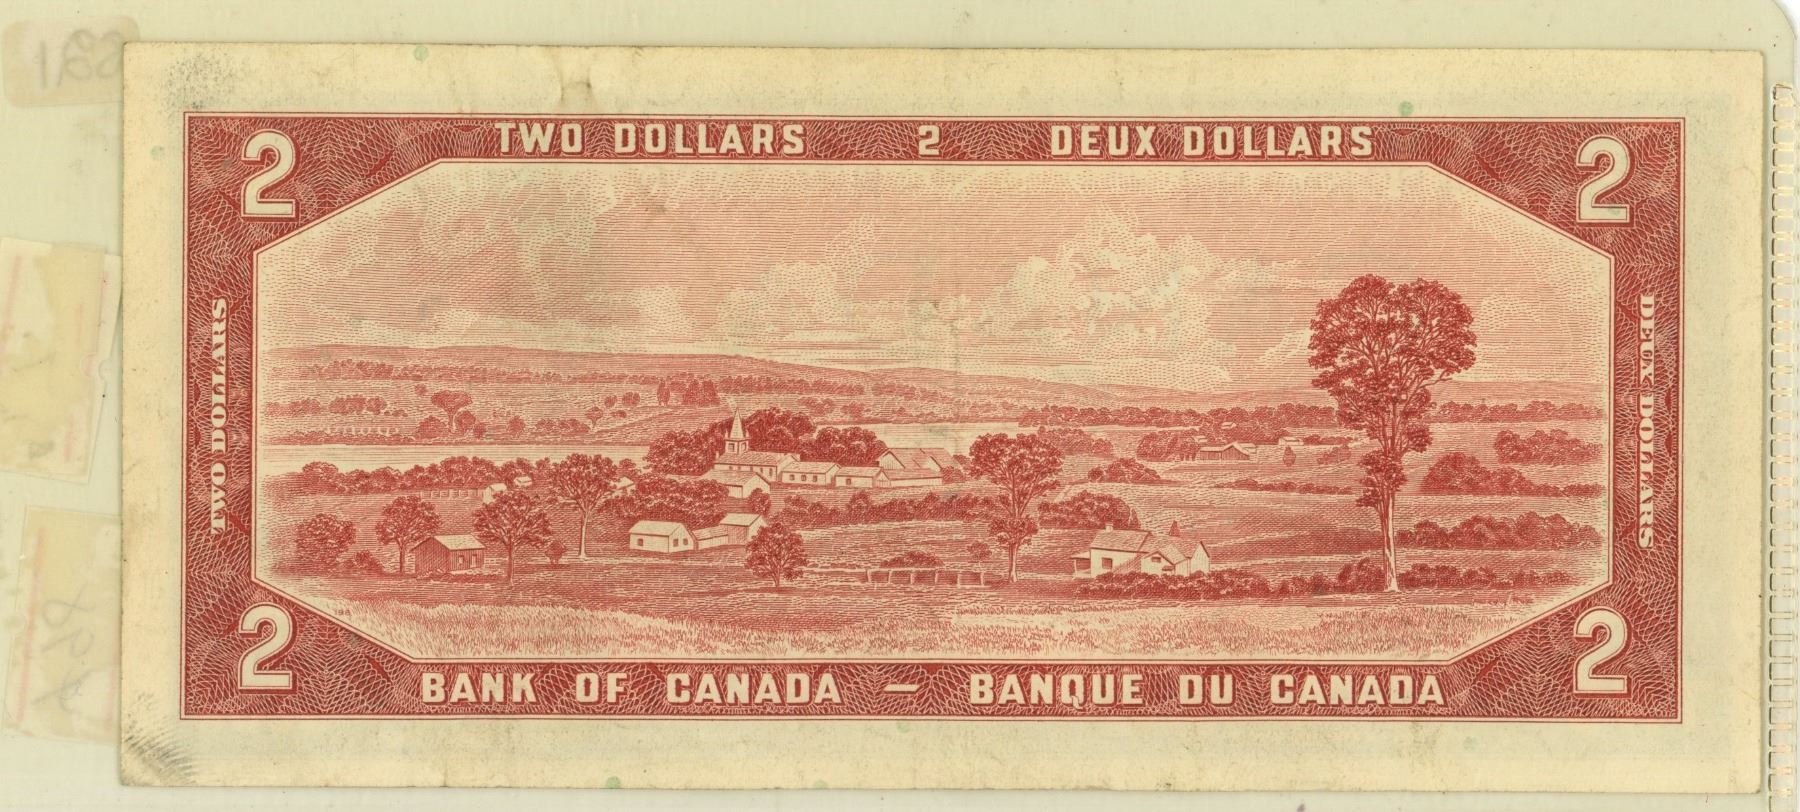 TWO DOLLARS 2 DEUX DOLLARS
2 2
TWO DOLLARS
DEUX DOLLARS
198
2 2
BANK OF CANADA — BANQUE DU CANADA